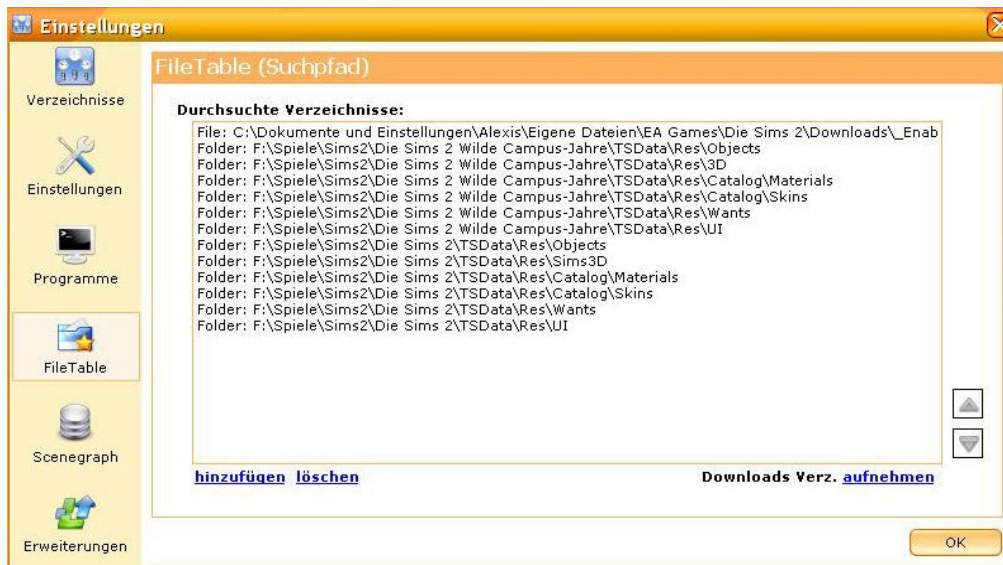 Einstellungen
Verzeichnisse
Einstellungen
Programme
FileTable
Scenegraph
Erweiterungen
FileTable (Suchpfad)
Durchsuchte Verzeichnisse:
File: C:\Dokumente und Einstellungen\Alexis\Eigene Dateien\EA Games\Die Sims 2\Downloads\_Enab
Folder: F:\Spiele\Sims2\Die Sims 2 Wilde Campus-Jahre\TSData\Res\Objects
Folder: F:\Spiele\Sims2\Die Sims 2 Wilde Campus-Jahre\TSData\Res\3D
Folder: F:\Spiele\Sims2\Die Sims 2 Wilde Campus-Jahre\TSData\Res\Catalog\Materials
Folder: F:\Spiele\Sims2\Die Sims 2 Wilde Campus-Jahre\TSData\Res\Catalog\Skins
Folder: F:\Spiele\Sims2\Die Sims 2 Wilde Campus-Jahre\TSData\Res\Wants
Folder: F:\Spiele\Sims2\Die Sims 2 Wilde Campus-Jahre\TSData\Res\UI
Folder: F:\Spiele\Sims2\Die Sims 2\TSData\Res\Objects
Folder: F:\Spiele\Sims2\Die Sims 2\TSData\Res\Sims3D
Folder: F:\Spiele\Sims2\Die Sims 2\TSData\Res\Catalog\Materials
Folder: F:\Spiele\Sims2\Die Sims 2\TSData\Res\Catalog\Skins
Folder: F:\Spiele\Sims2\Die Sims 2\TSData\Res\Wants
Folder: F:\Spiele\Sims2\Die Sims 2\TSData\Res\UI
hinzufügen löschen
Downloads Verz. aufnehmen
OK